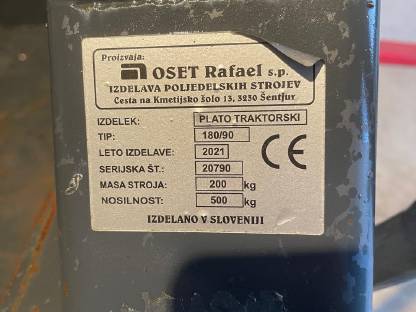 Proizvaja:
OSET Rafael s.p.
IZDELAVA POLJEDELSKIH STROJEV
Cesta na Kmetijsko šolo 13, 3230 Šentjur
IZDELEK: PLATO TRAKTORSKI
TIP: 180/90
LETO IZDELAVE: 2021
SERIJSKA ŠT.: 20790
MASA STROJA: 200 kg
NOSILNOST: 500 kg
CE
IZDELANO V SLOVENIJI